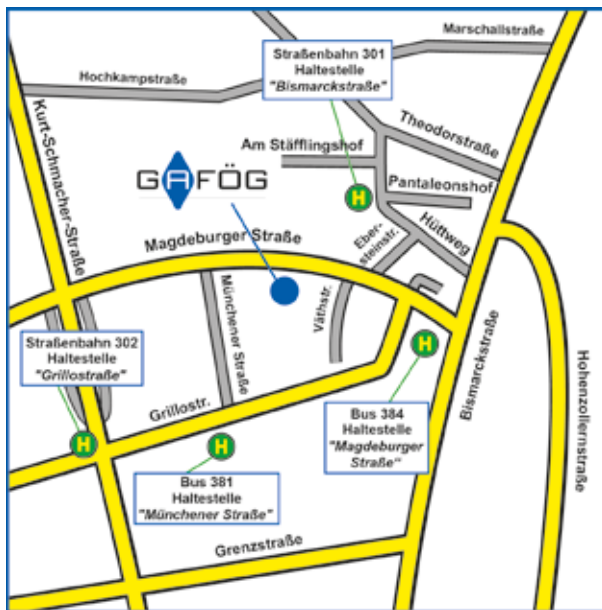 Marschallstraße
Straßenbahn 301
Haltestelle
"Bismarckstraße"
Hochkampstraße
Kurt-Schmacher-Straße
Theodorstraße
Am Stäfflingshof
GAFÖG
Pantaleonshof
Hüttweg
Eber-
steinstr.
Magdeburger Straße
Münchener Straße
Väthstr.
Straßenbahn 302
Haltestelle
"Grillostraße"
H
H
Bismarckstraße
Hohenzollernstraße
Grillostr.
Bus 384
Haltestelle
"Magdeburger
Straße“
H
H
Bus 381
Haltestelle
"Münchener Straße"
Grenzstraße